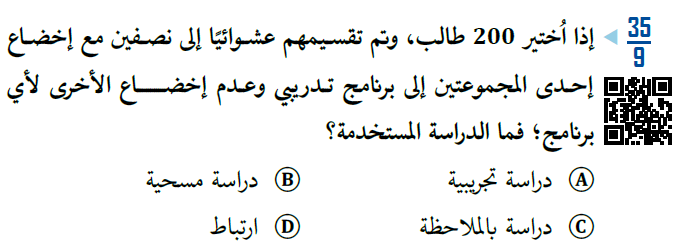 35
9
إذا اُختير 200 طالب، وتم تقسيمهم عشوائيًا إلى نصفين مع إخضاع
إحدى المجموعتين إلى برنامج تدريبي وعدم إخضاع الأخرى لأي
برنامج؛ فما الدراسة المستخدمة؟
A دراسة تجريبية B دراسة مسحية
C دراسة بالملاحظة D ارتباط